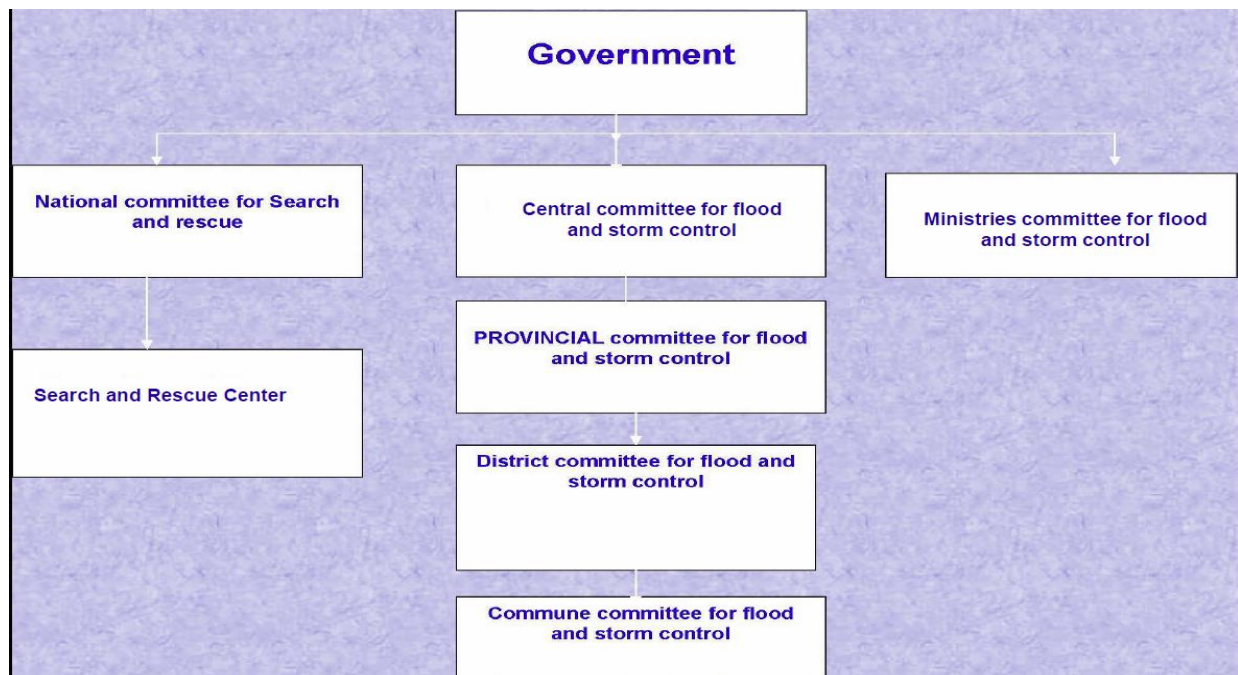 Government
National committee for Search
and rescue
Central committee for flood
and storm control
Ministries committee for flood
and storm control
PROVINCIAL committee for flood
and storm control
Search and Rescue Center
District committee for flood and
storm control
Commune committee for flood
and storm control